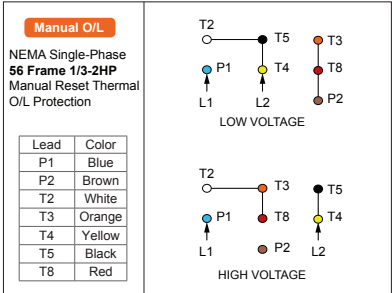 Manual O/L
NEMA Single-Phase
56 Frame 1/3-2HP
Manual Reset Thermal
O/L Protection
Lead Color
P1 Blue
P2 Brown
T2 White
T3 Orange
T4 Yellow
T5 Black
T8 Red
T2
T5 T3
P1 T4 T8
P2
L1 L2
LOW VOLTAGE
T2
T3 T5
P1 T8 T4
P2
L1 L2
HIGH VOLTAGE